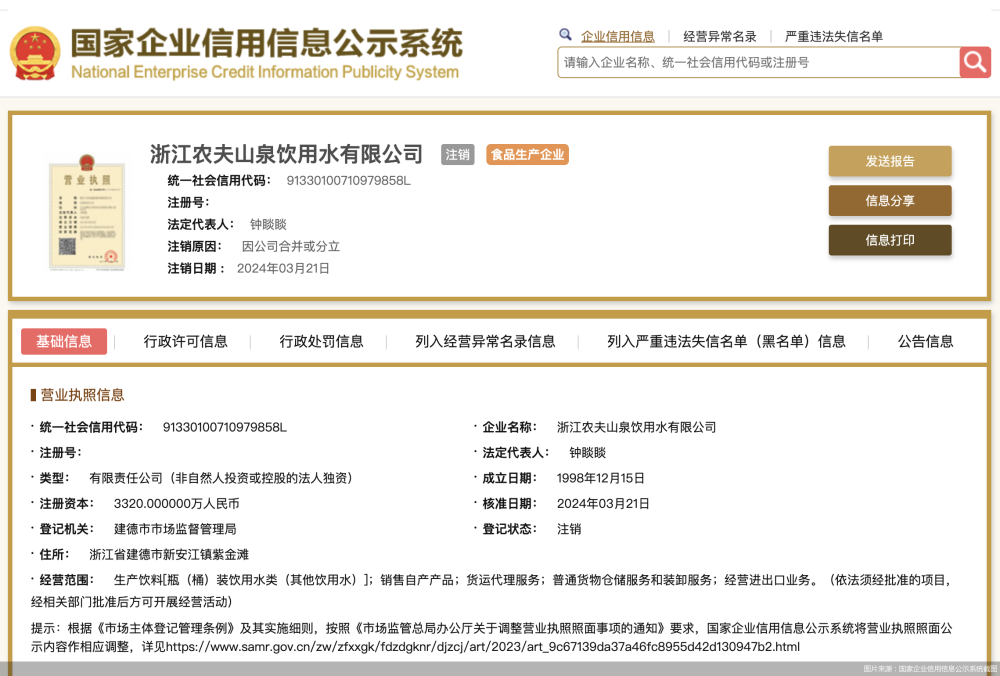 国家企业信用信息公示系统
National Enterprise Credit Information Publicity System
企业信用信息 经营异常名录 严重违法失信名单
请输入企业名称、统一社会信用代码或注册号
浙江农夫山泉饮用水有限公司 注销 食品生产企业
营业执照
统一社会信用代码： 91330100710979858L
注册号：
法定代表人： 钟睒睒
注销原因： 因公司合并或分立
注销日期： 2024年03月21日
发送报告
信息分享
信息打印
基础信息 行政许可信息 行政处罚信息 列入经营异常名录信息 列入严重违法失信名单（黑名单）信息 公告信息
营业执照信息
· 统一社会信用代码： 91330100710979858L · 企业名称： 浙江农夫山泉饮用水有限公司
· 注册号： · 法定代表人： 钟睒睒
· 类型： 有限责任公司（非自然人投资或控股的法人独资） · 成立日期： 1998年12月15日
· 注册资本： 3320.000000万人民币 · 核准日期： 2024年03月21日
· 登记机关： 建德市市场监督管理局 · 登记状态： 注销
· 住所： 浙江省建德市新安江镇紫金滩
· 经营范围： 生产饮料[瓶（桶）装饮用水类（其他饮用水）]；销售自产产品；货运代理服务；普通货物仓储服务和装卸服务；经营进出口业务。（依法须经批准的项目，
经相关部门批准后方可开展经营活动）
提示：根据《市场主体登记管理条例》及其实施细则，按照《市场监管总局办公厅关于调整营业执照照面事项的通知》要求，国家企业信用信息公示系统将营业执照照面公
示内容作相应调整，详见https://www.samr.gov.cn/zw/zfxxgk/fdzdgknr/djzcj/art/2023/art_9c67139da37a46fc8955d42d130947b2.html
图片来源：国家企业信用信息公示系统截图